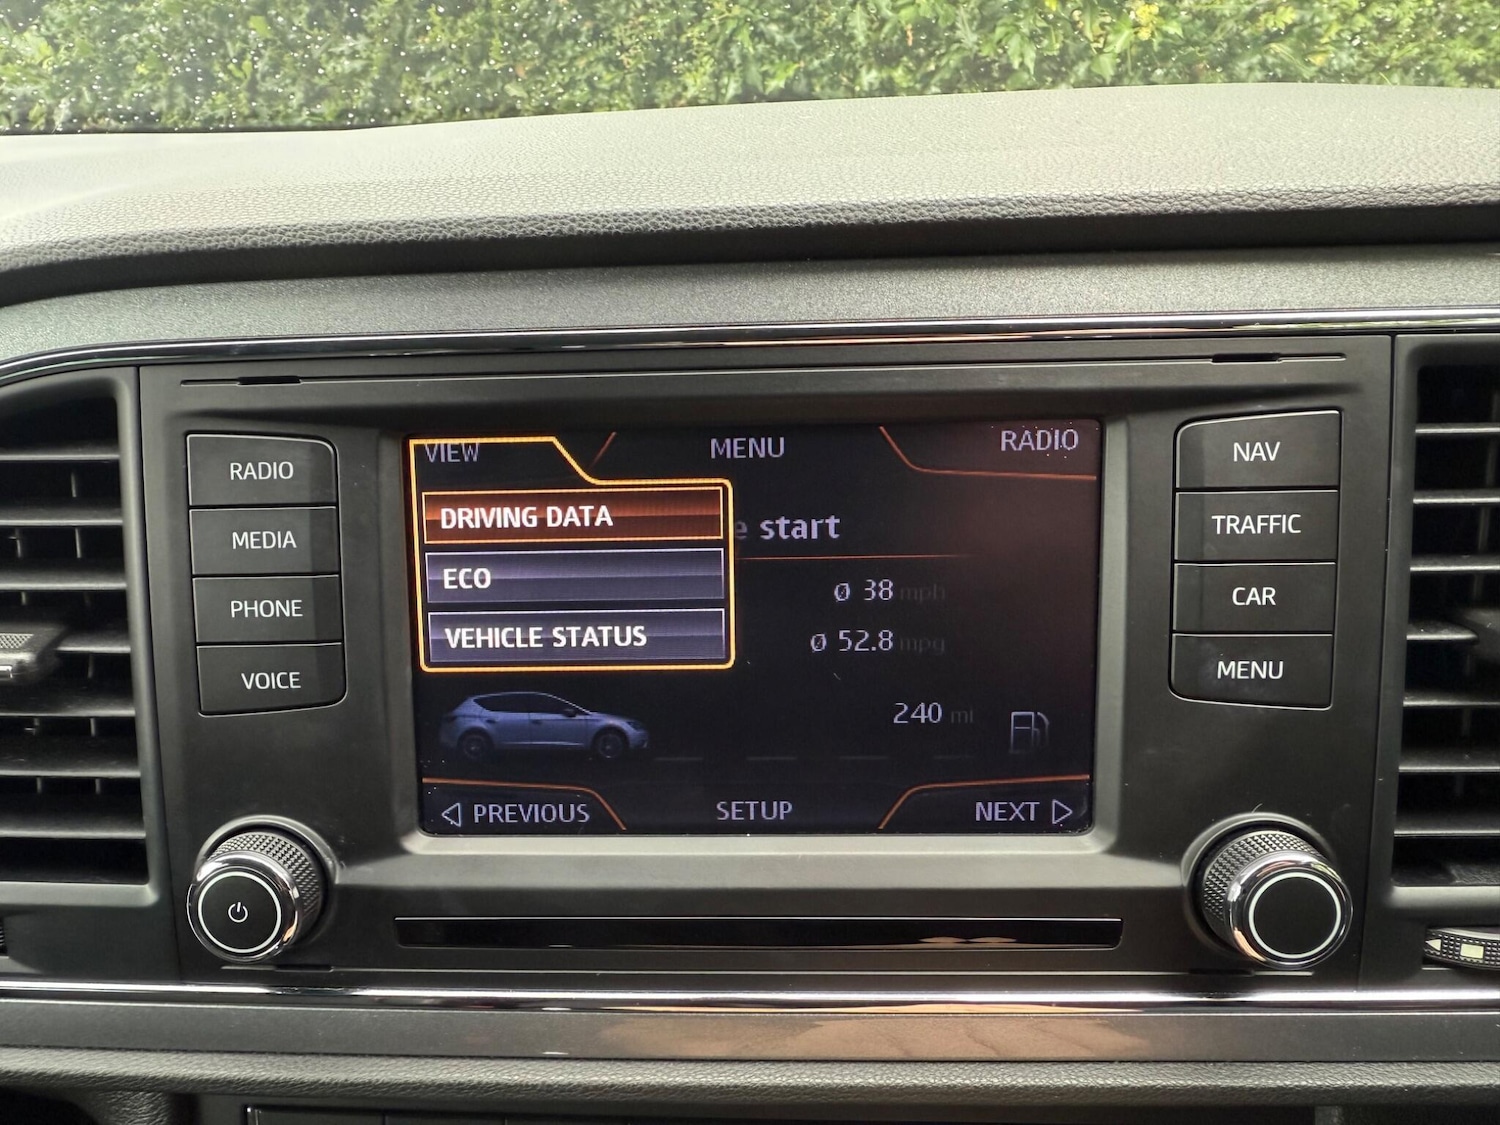 RADIO
MEDIA
PHONE
VOICE
VIEW
MENU
RADIO
DRIVING DATA
ECO
VEHICLE STATUS
e start
ø 38 mph
ø 52.8 mpg
240 mi
PREVIOUS
SETUP
NEXT
NAV
TRAFFIC
CAR
MENU